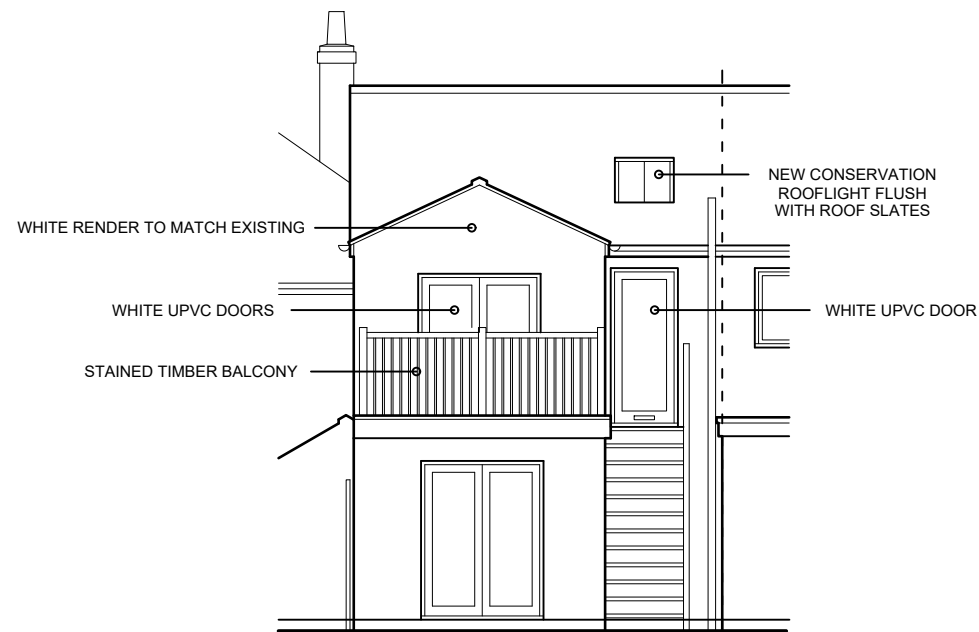 NEW CONSERVATION
ROOFLIGHT FLUSH
WITH ROOF SLATES
WHITE RENDER TO MATCH EXISTING
WHITE UPVC DOORS
WHITE UPVC DOOR
STAINED TIMBER BALCONY